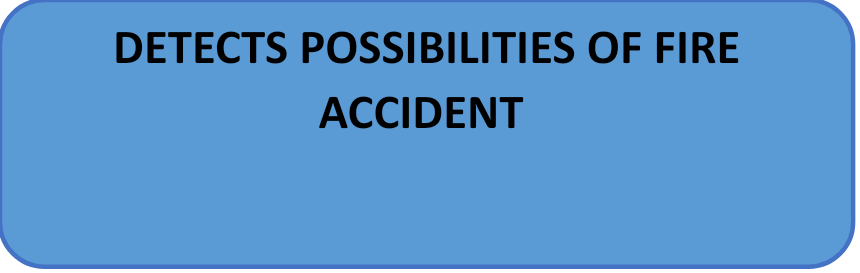 DETECTS POSSIBILITIES OF FIRE
ACCIDENT